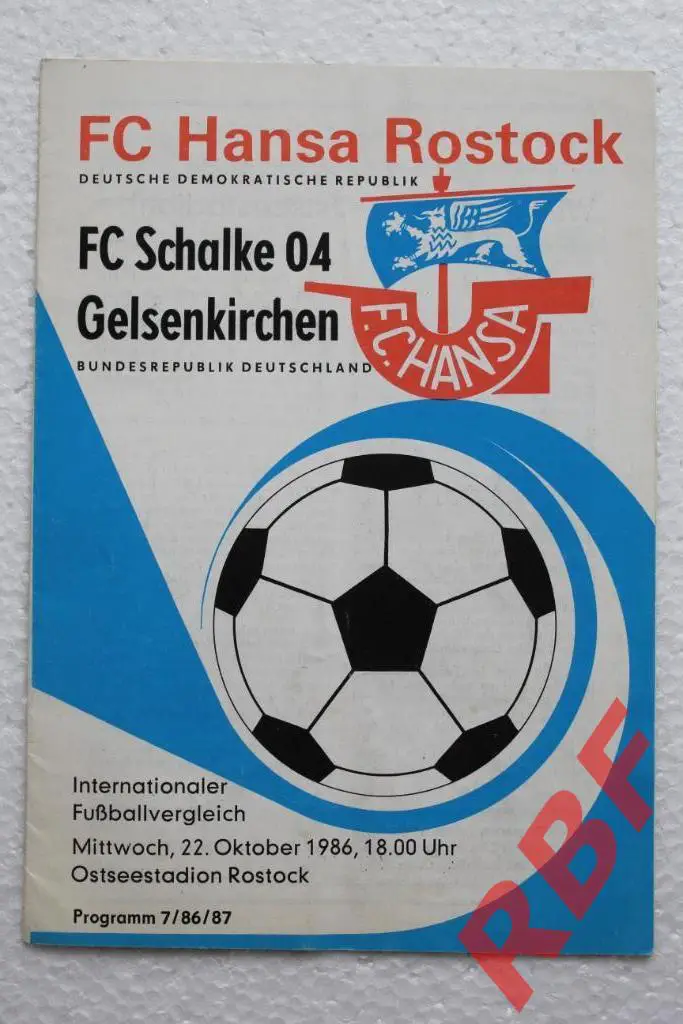 FC Hansa Rostock
DEUTSCHE DEMOKRATISCHE REPUBLIK
FC Schalke 04
Gelsenkirchen
BUNDESREPUBLIK DEUTSCHLAND
F.C. HANSA
Internationaler
Fußballvergleich
Mittwoch, 22. Oktober 1986, 18.00 Uhr
Ostseestadion Rostock
Programm 7/86/87
RBF